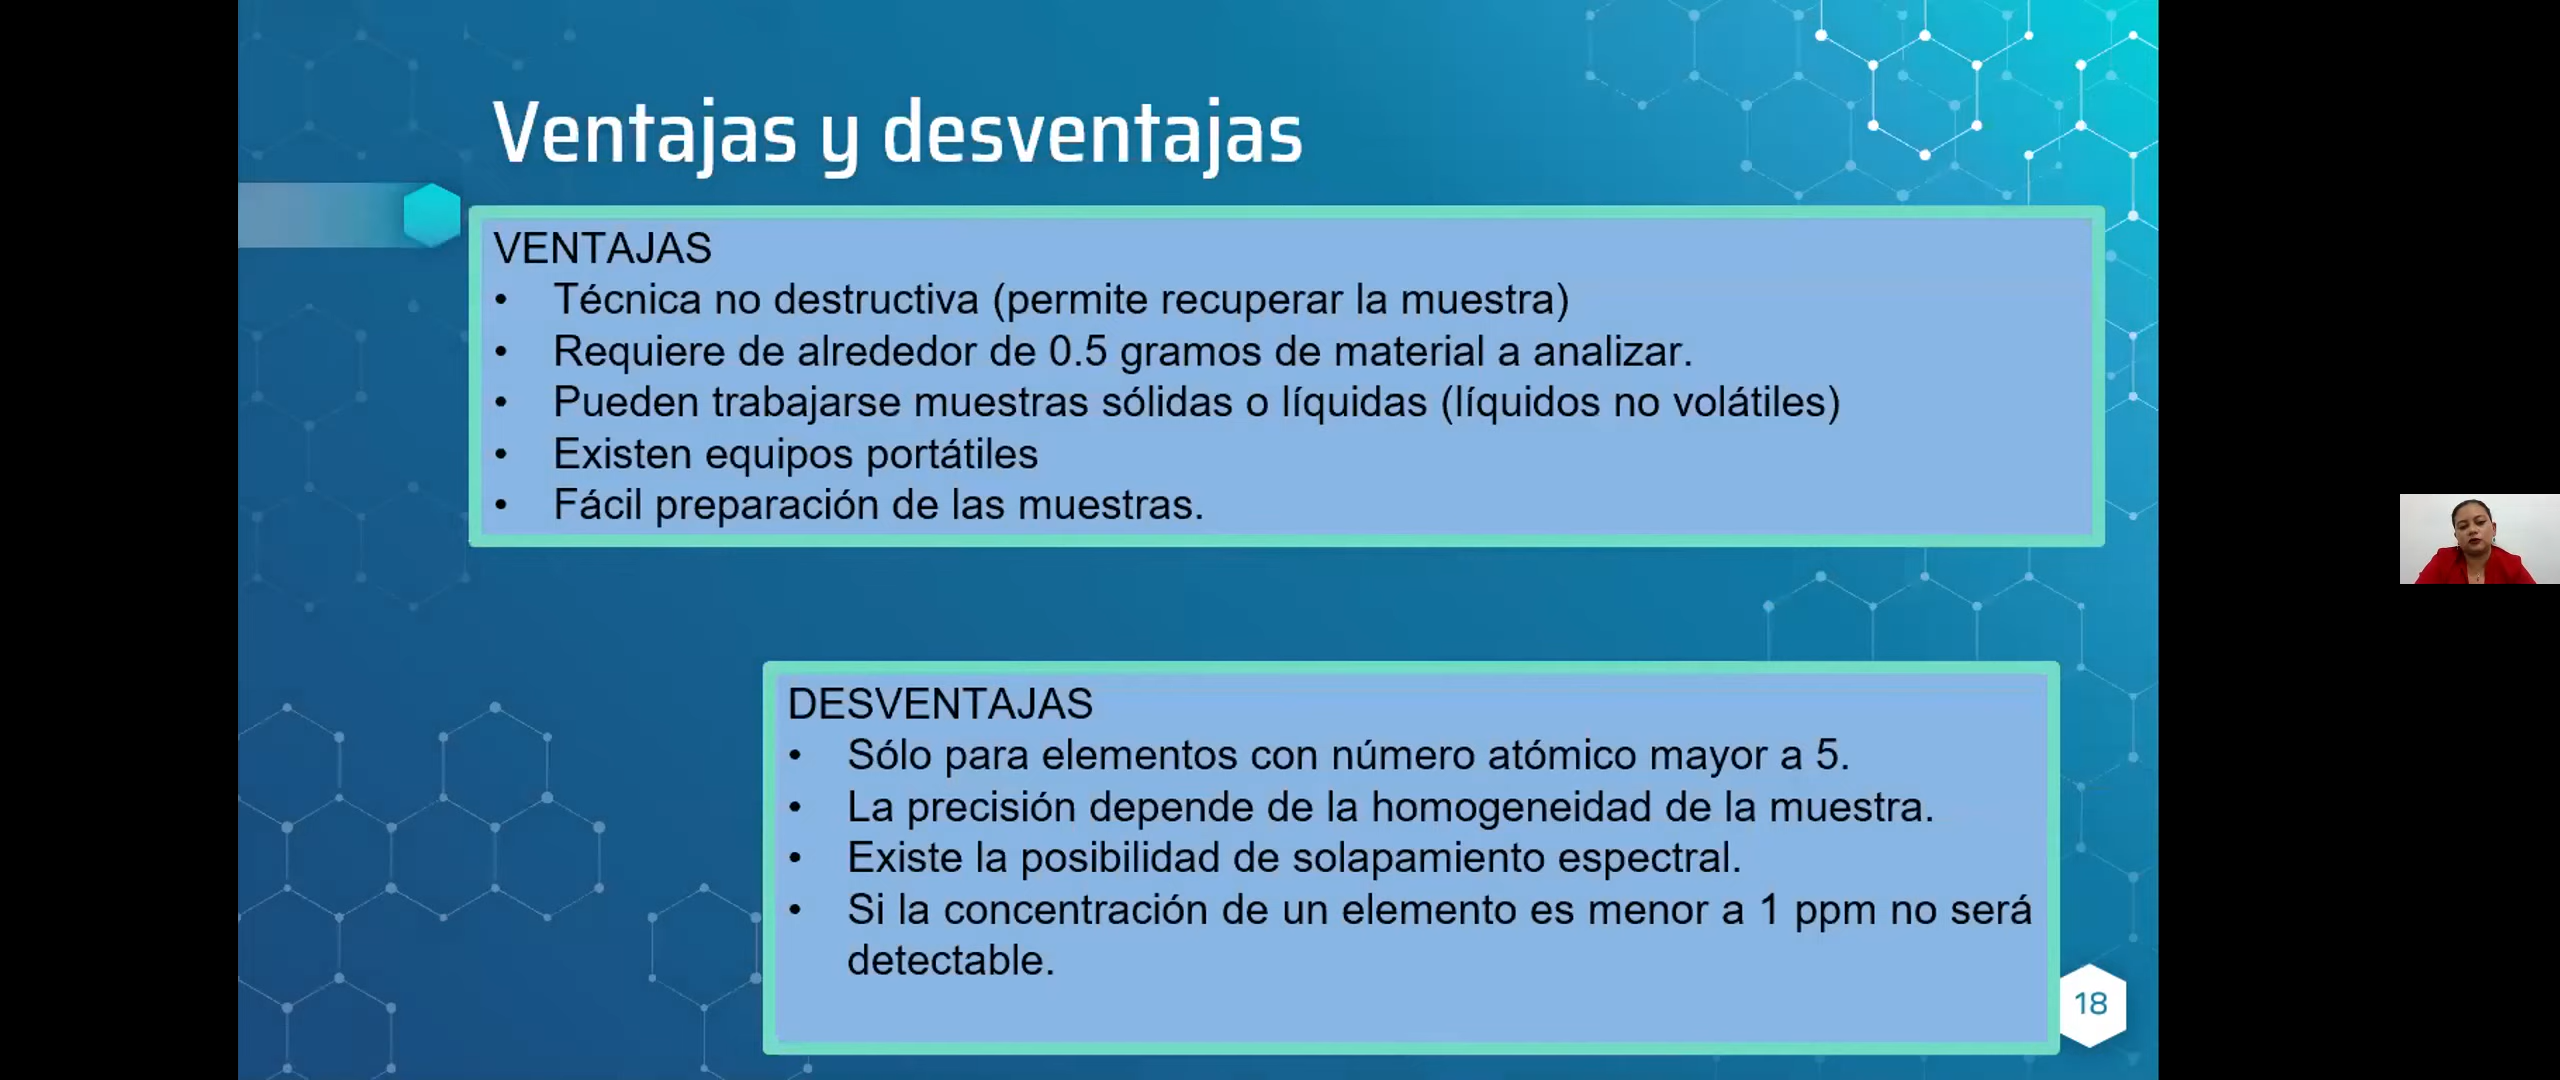 Ventajas y desventajas
VENTAJAS
• Técnica no destructiva (permite recuperar la muestra)
• Requiere de alrededor de 0.5 gramos de material a analizar.
• Pueden trabajarse muestras sólidas o líquidas (líquidos no volátiles)
• Existen equipos portátiles
• Fácil preparación de las muestras.
DESVENTAJAS
• Sólo para elementos con número atómico mayor a 5.
• La precisión depende de la homogeneidad de la muestra.
• Existe la posibilidad de solapamiento espectral.
• Si la concentración de un elemento es menor a 1 ppm no será
detectable.
18